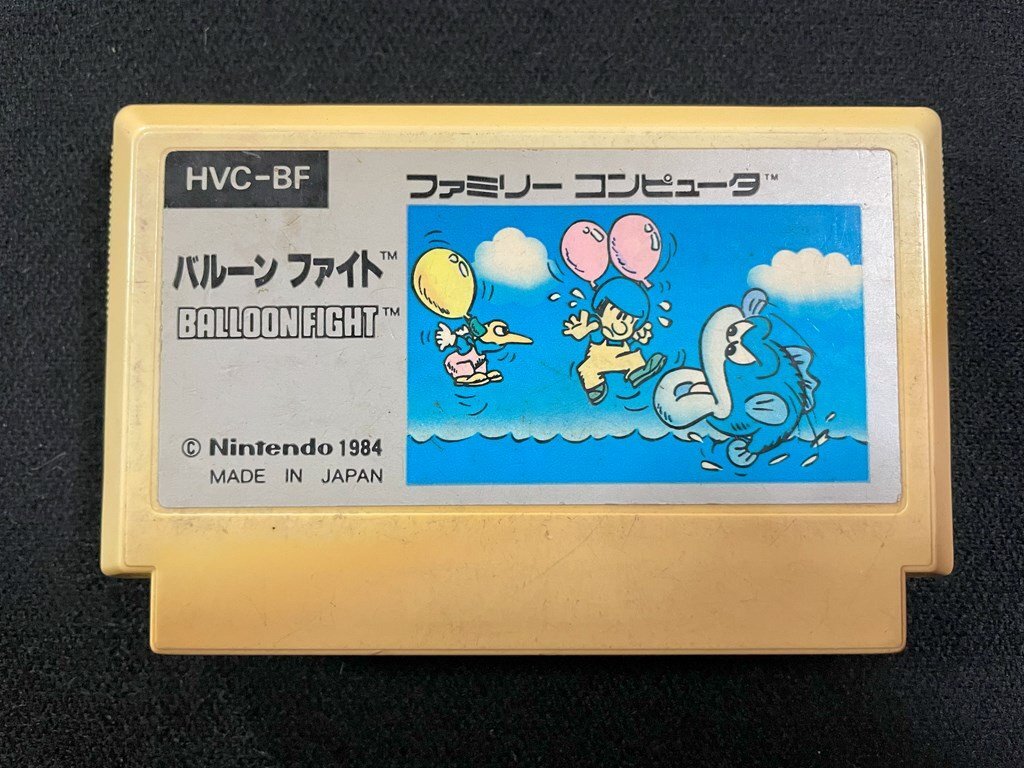 HVC-BF
ファミリー コンピュータ™
バルーン ファイト™
BALLOON FIGHT™
© Nintendo 1984
MADE IN JAPAN